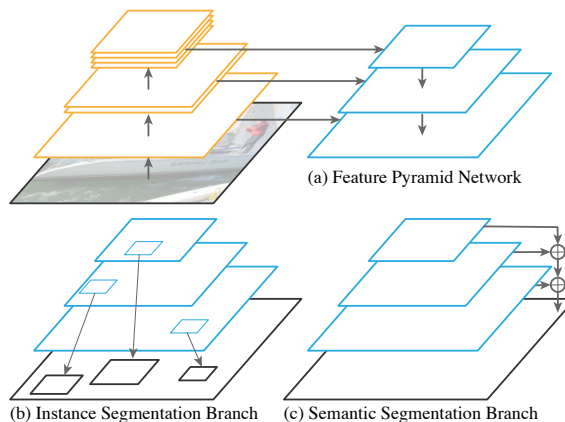 (a) Feature Pyramid Network
(b) Instance Segmentation Branch
(c) Semantic Segmentation Branch